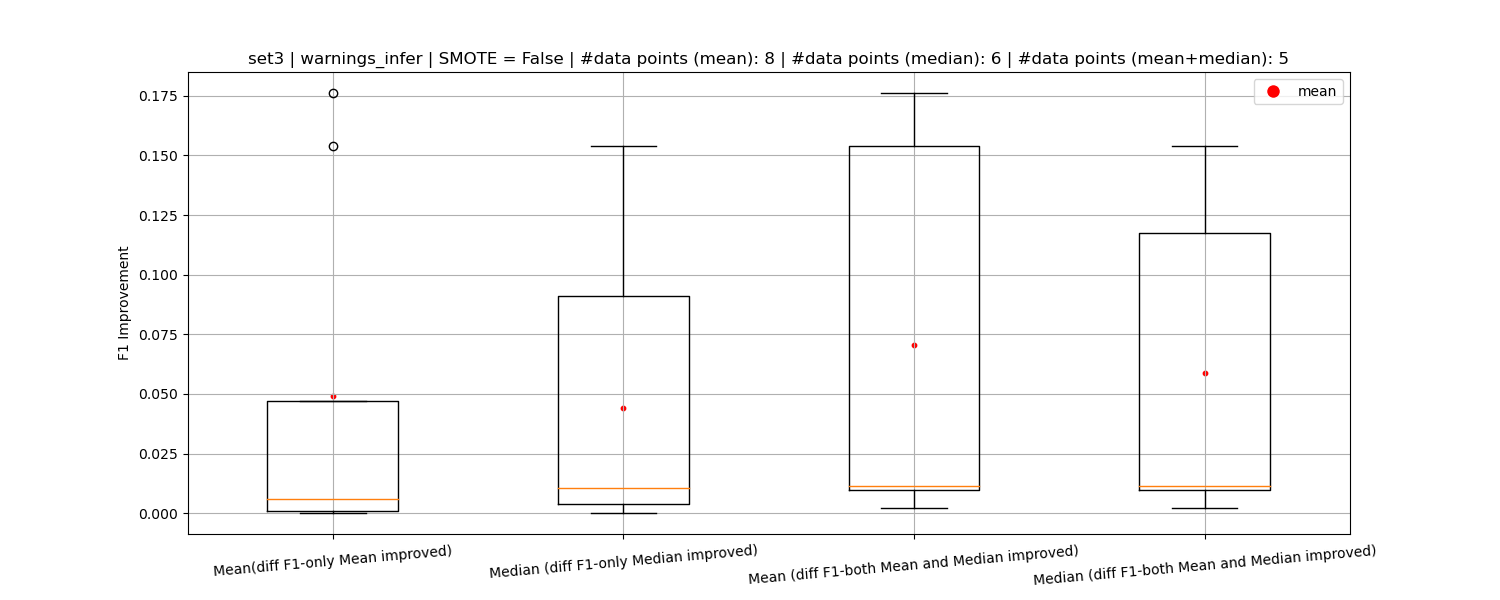 set3 | warnings_infer | SMOTE = False | #data points (mean): 8 | #data points (median): 6 | #data points (mean+median): 5
mean
F1 Improvement
0.175
0.150
0.125
0.100
0.075
0.050
0.025
0.000
Mean(diff F1-only Mean improved)
Median (diff F1-only Median improved)
Mean (diff F1-both Mean and Median improved)
Median (diff F1-both Mean and Median improved)